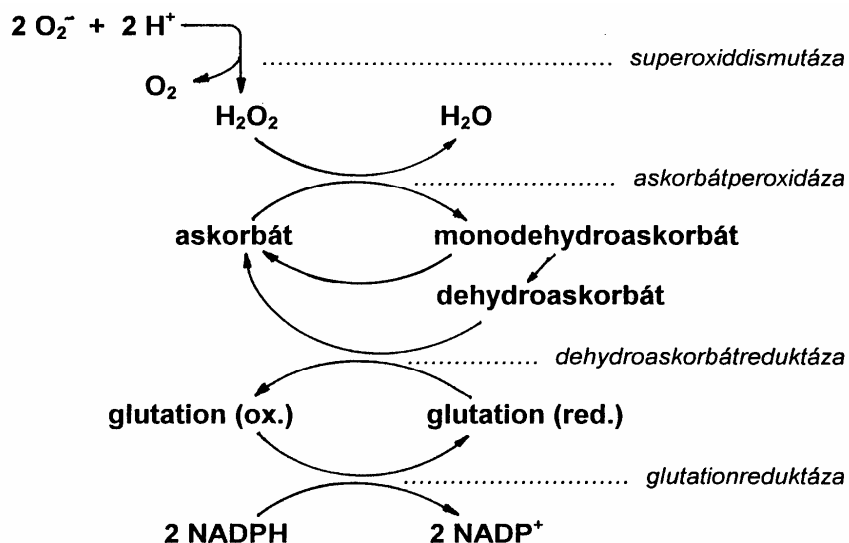 2 O₂⁻ + 2 H⁺
superoxiddismutáza
O₂
H₂O₂ H₂O
askorbátperoxidáza
askorbát monodehydroaskorbát
dehydroaskorbát
dehydroaskorbátreduktáza
glutation (ox.) glutation (red.)
glutationreduktáza
2 NADPH 2 NADP⁺